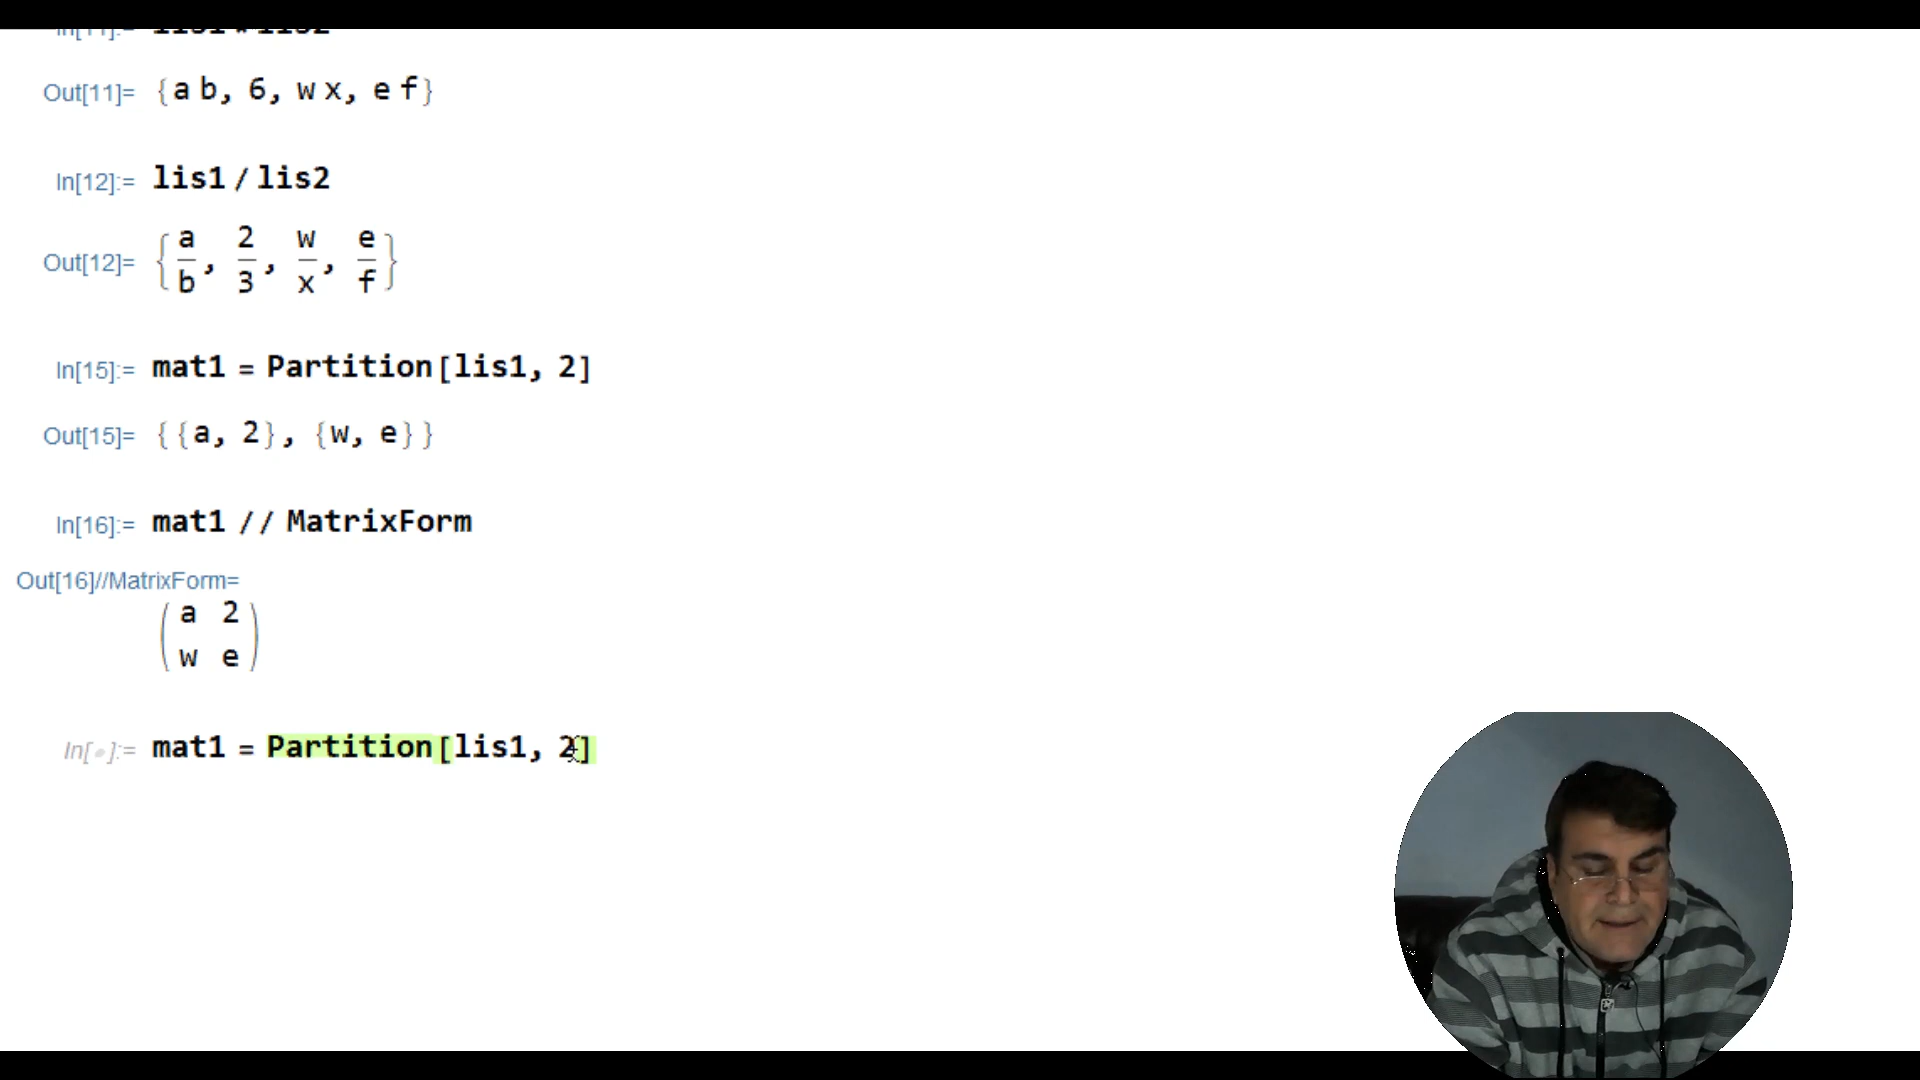 Out[11]= {a b, 6, w x, e f}
In[12]:= lis1 / lis2
Out[12]= {a/b, 2/3, w/x, e/f}
In[15]:= mat1 = Partition[lis1, 2]
Out[15]= {{a, 2}, {w, e}}
In[16]:= mat1 // MatrixForm
Out[16]//MatrixForm=
a 2
w e
In[ ]:= mat1 = Partition[lis1, 2]